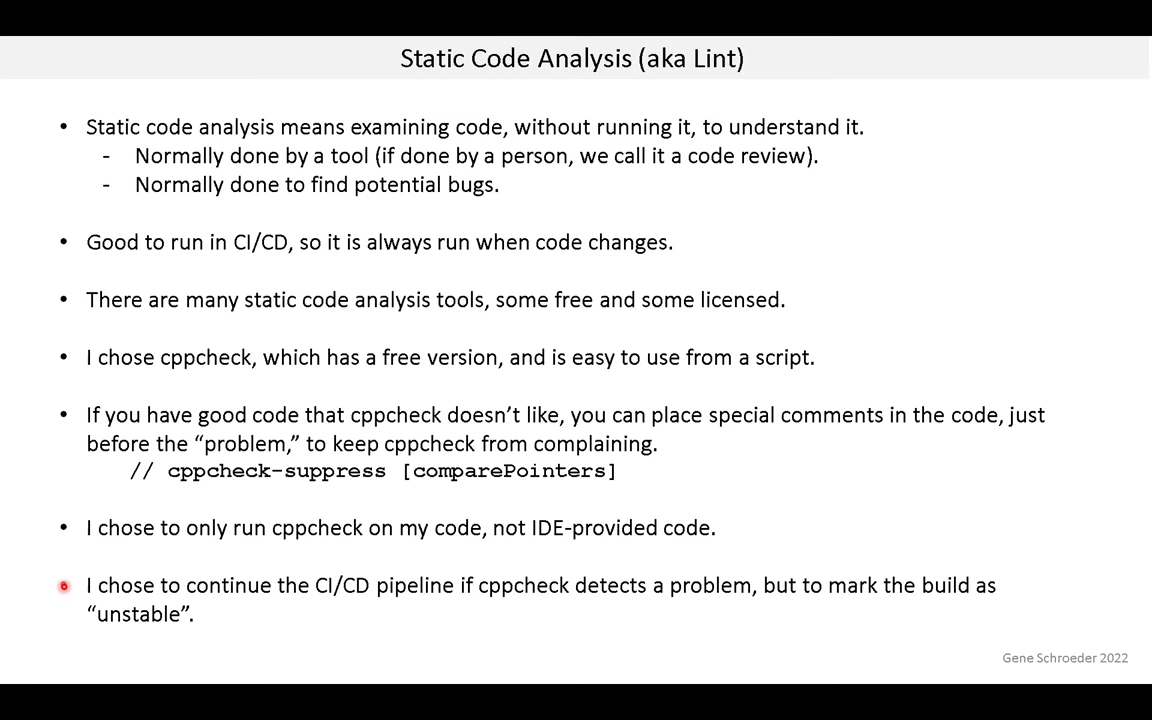 Static Code Analysis (aka Lint)
• Static code analysis means examining code, without running it, to understand it.
- Normally done by a tool (if done by a person, we call it a code review).
- Normally done to find potential bugs.
• Good to run in CI/CD, so it is always run when code changes.
• There are many static code analysis tools, some free and some licensed.
• I chose cppcheck, which has a free version, and is easy to use from a script.
• If you have good code that cppcheck doesn’t like, you can place special comments in the code, just
before the “problem,” to keep cppcheck from complaining.
// cppcheck-suppress [comparePointers]
• I chose to only run cppcheck on my code, not IDE-provided code.
• I chose to continue the CI/CD pipeline if cppcheck detects a problem, but to mark the build as
“unstable”.
Gene Schroeder 2022